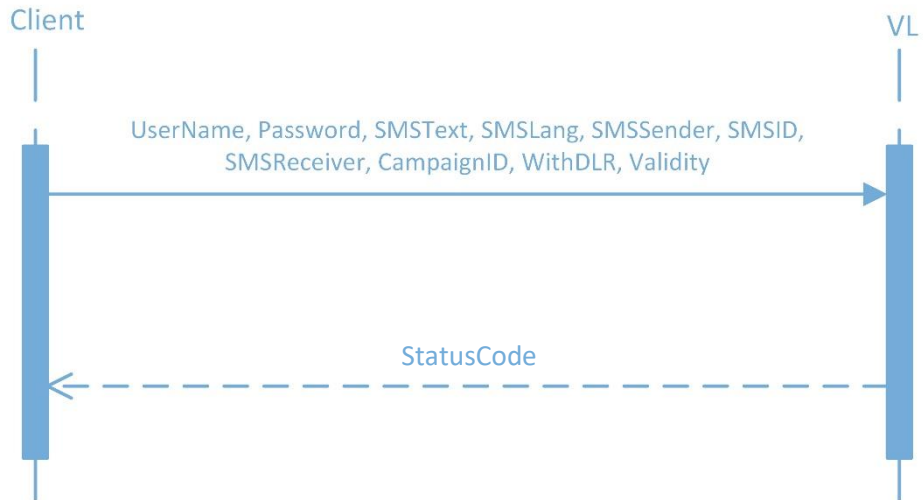 Client
VL
UserName, Password, SMSText, SMSLang, SMSSender, SMSID,
SMSReceiver, CampaignID, WithDLR, Validity
StatusCode